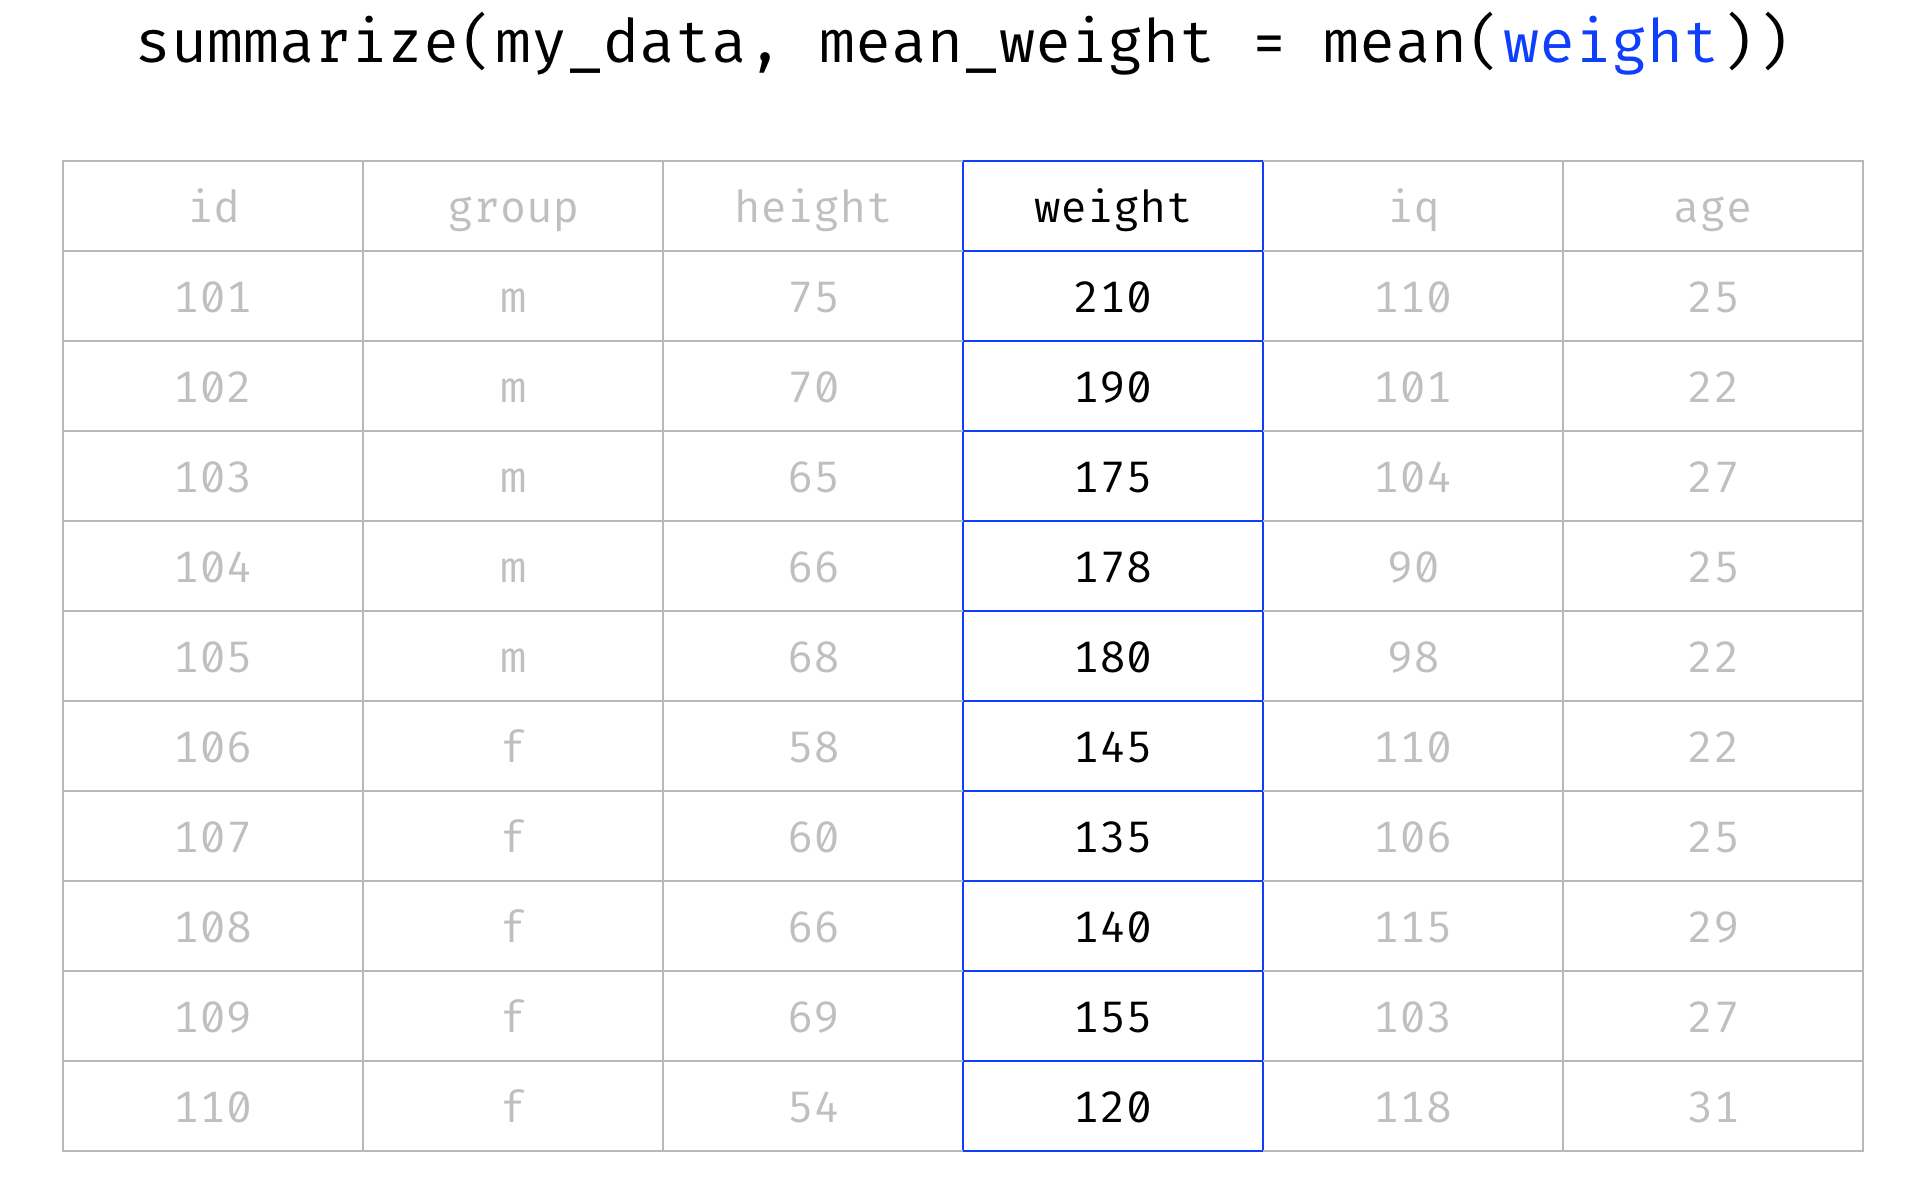 summarize(my_data, mean_weight = mean(weight))
id group height weight iq age
101 m 75 210 110 25
102 m 70 190 101 22
103 m 65 175 104 27
104 m 66 178 90 25
105 m 68 180 98 22
106 f 58 145 110 22
107 f 60 135 106 25
108 f 66 140 115 29
109 f 69 155 103 27
110 f 54 120 118 31